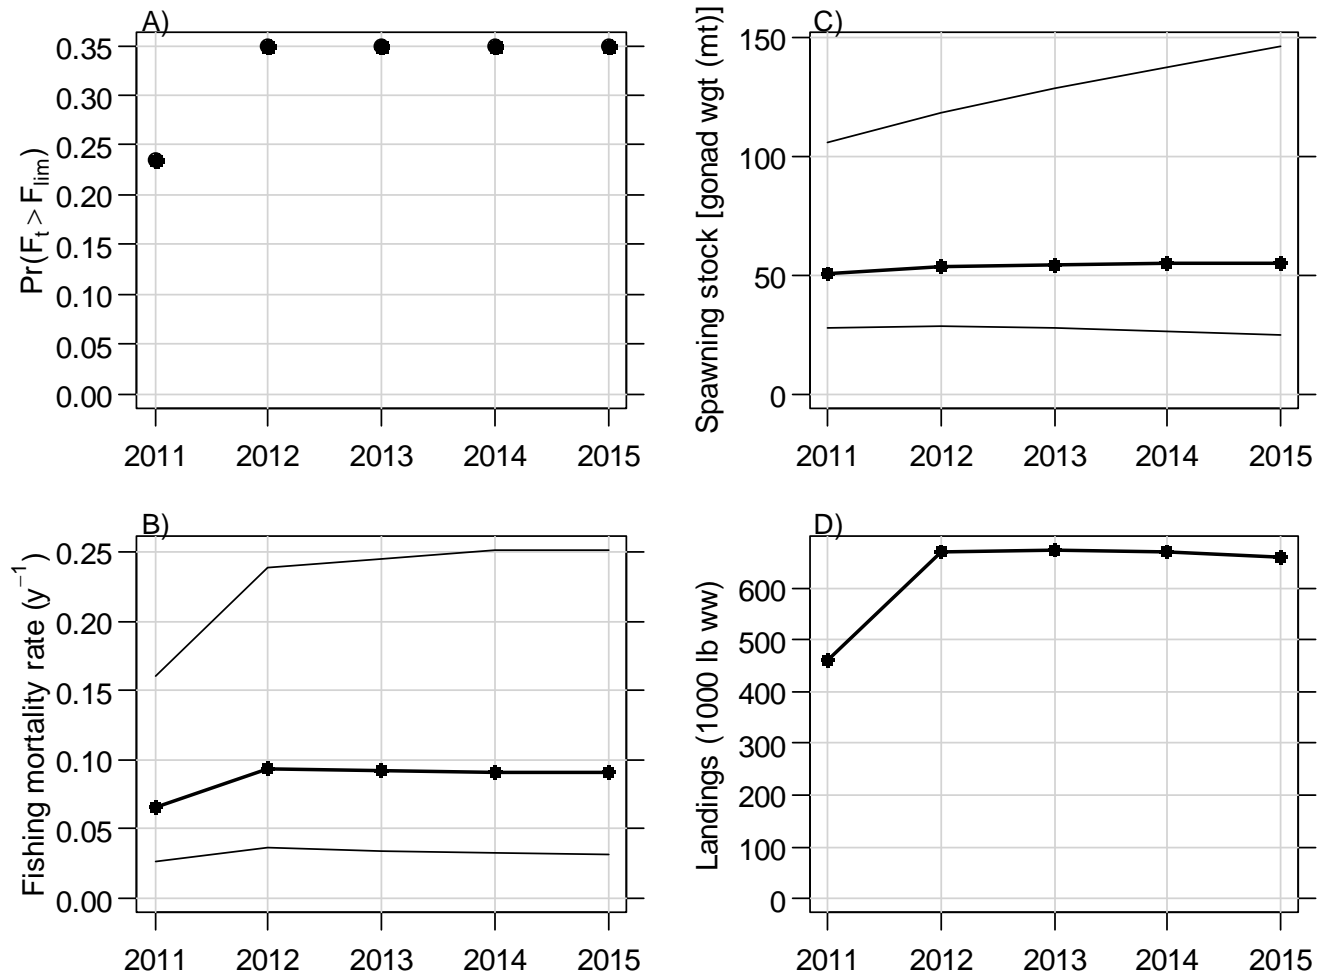 A)
Pr(Ft > Flim)
0.35
0.30
0.25
0.20
0.15
0.10
0.05
0.00
2011 2012 2013 2014 2015
C)
Spawning stock [gonad wgt (mt)]
150
100
50
0
2011 2012 2013 2014 2015
B)
Fishing mortality rate (y⁻¹)
0.25
0.20
0.15
0.10
0.05
0.00
2011 2012 2013 2014 2015
D)
Landings (1000 lb ww)
600
500
400
300
200
100
0
2011 2012 2013 2014 2015